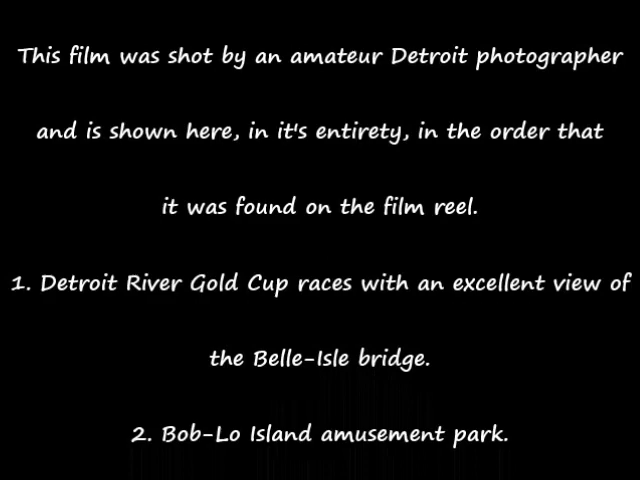 This film was shot by an amateur Detroit photographer
and is shown here, in it's entirety, in the order that
it was found on the film reel.
1. Detroit River Gold Cup races with an excellent view of
the Belle-Isle bridge.
2. Bob-Lo Island amusement park.